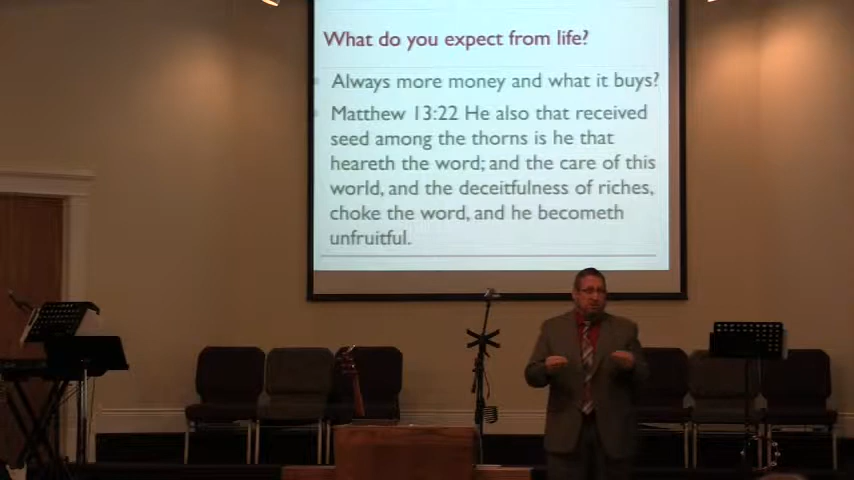 What do you expect from life?
Always more money and what it buys?
Matthew 13:22 He also that received
seed among the thorns is he that
heareth the word; and the care of this
world, and the deceitfulness of riches,
choke the word, and he becometh
unfruitful.